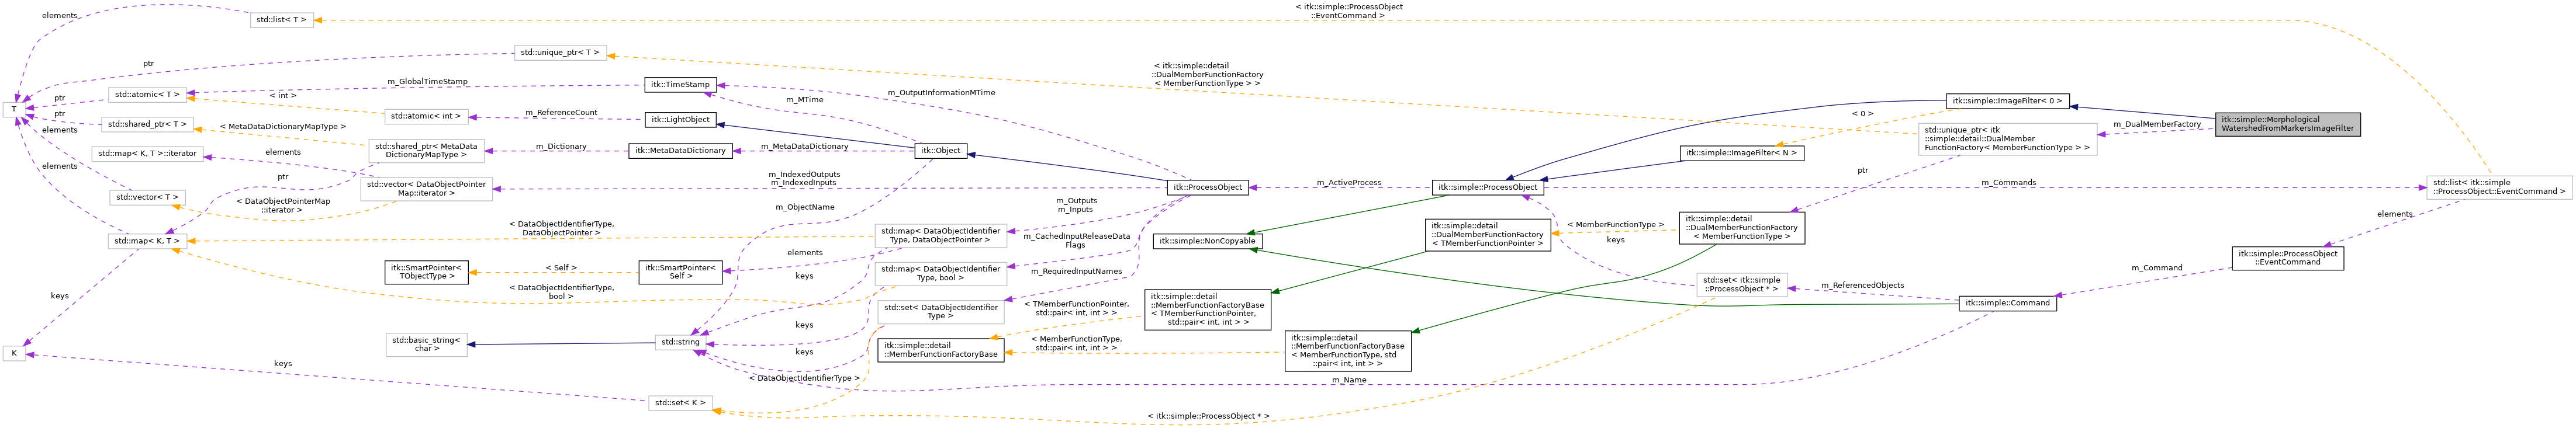 elements
std::list< T >
< itk::simple::ProcessObject
::EventCommand >
std::unique_ptr< T >
ptr
< itk::simple::detail
::DualMemberFunctionFactory
< MemberFunctionType > >
m_GlobalTimeStamp
itk::TimeStamp
std::atomic< T >
ptr
< int >
m_OutputInformationMTime
m_MTime
itk::simple::ImageFilter< 0 >
T
ptr
std::atomic< int >
m_ReferenceCount
itk::LightObject
< 0 >
itk::simple::Morphological
WatershedFromMarkersImageFilter
m_DualMemberFactory
std::shared_ptr< T >
< MetaDataDictionaryMapType >
elements
std::unique_ptr< itk
::simple::detail::DualMember
FunctionFactory< MemberFunctionType > >
std::shared_ptr< MetaData
DictionaryMapType >
m_Dictionary
itk::MetaDataDictionary
m_MetaDataDictionary
itk::Object
std::map< K, T >::iterator
elements
itk::simple::ImageFilter< N >
elements
ptr
ptr
std::vector< DataObjectPointer
Map::iterator >
m_IndexedOutputs
m_IndexedInputs
itk::ProcessObject
m_ActiveProcess
itk::simple::ProcessObject
m_Commands
std::list< itk::simple
::ProcessObject::EventCommand >
std::vector< T >
< DataObjectPointerMap
::iterator >
m_ObjectName
m_Outputs
m_Inputs
elements
< DataObjectIdentifierType,
DataObjectPointer >
std::map< DataObjectIdentifier
Type, DataObjectPointer >
m_CachedInputReleaseData
Flags
itk::simple::NonCopyable
itk::simple::detail
::DualMemberFunctionFactory
< TMemberFunctionPointer >
< MemberFunctionType >
keys
itk::simple::detail
::DualMemberFunctionFactory
< MemberFunctionType >
std::map< K, T >
elements
itk::simple::ProcessObject
::EventCommand
itk::SmartPointer<
TObjectType >
< Self >
itk::SmartPointer<
Self >
keys
std::map< DataObjectIdentifier
Type, bool >
m_RequiredInputNames
m_Command
std::set< itk::simple
::ProcessObject * >
m_ReferencedObjects
< DataObjectIdentifierType,
bool >
keys
itk::simple::Command
std::set< DataObjectIdentifier
Type >
< TMemberFunctionPointer,
std::pair< int, int > >
itk::simple::detail
::MemberFunctionFactoryBase
< TMemberFunctionPointer,
std::pair< int, int > >
keys
std::basic_string<
char >
std::string
keys
itk::simple::detail
::MemberFunctionFactoryBase
< MemberFunctionType,
std::pair< int, int > >
itk::simple::detail
::MemberFunctionFactoryBase
< MemberFunctionType, std
::pair< int, int > >
K
keys
< DataObjectIdentifierType >
m_Name
std::set< K >
< itk::simple::ProcessObject * >